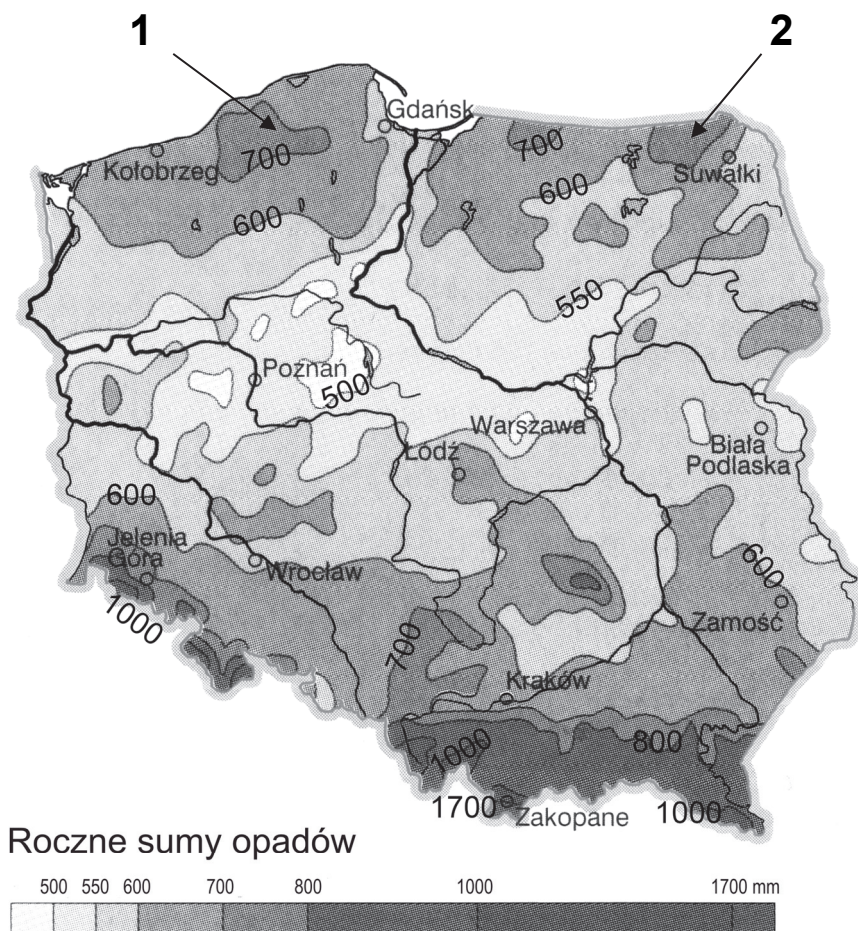 1
2
Gdańsk
Kołobrzeg
700
700
Suwałki
600
600
550
Poznań
500
Warszawa
Łódź
Biała
Podlaska
600
Jelenia
Góra
Wrocław
600
1000
Zamość
700
Kraków
1000
800
1700
Zakopane
1000
Roczne sumy opadów
500 550 600 700 800 1000 1700 mm